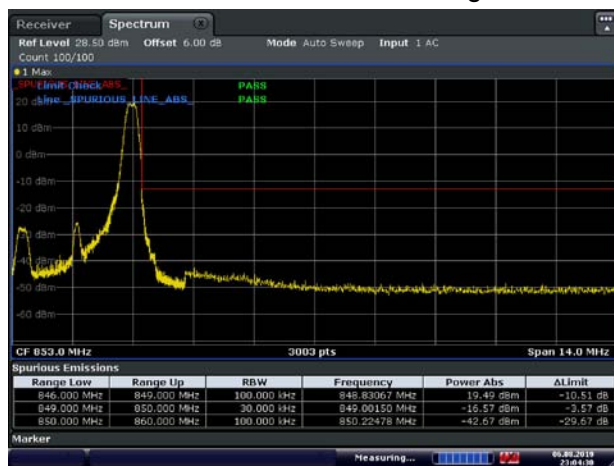 Receiver Spectrum
Ref Level 28.50 dBm Offset 6.00 dB Mode Auto Sweep Input 1 AC
Count 100/100
1 Max
Limit Check PASS
Line _SPURIOUS_LINE_ABS_ PASS
20 dBm
10 dBm
0 dBm
-10 dBm
-20 dBm
-30 dBm
-40 dBm
-50 dBm
-60 dBm
CF 853.0 MHz 3003 pts Span 14.0 MHz
Spurious Emissions
Range Low Range Up RBW Frequency Power Abs ΔLimit
846.000 MHz 849.000 MHz 100.000 kHz 848.83067 MHz 19.49 dBm -10.51 dB
849.000 MHz 850.000 MHz 30.000 kHz 849.00150 MHz -16.57 dBm -3.57 dB
850.000 MHz 860.000 MHz 100.000 kHz 850.22478 MHz -42.67 dBm -29.67 dB
Marker
Measuring... 06.08.2019
23:04:38